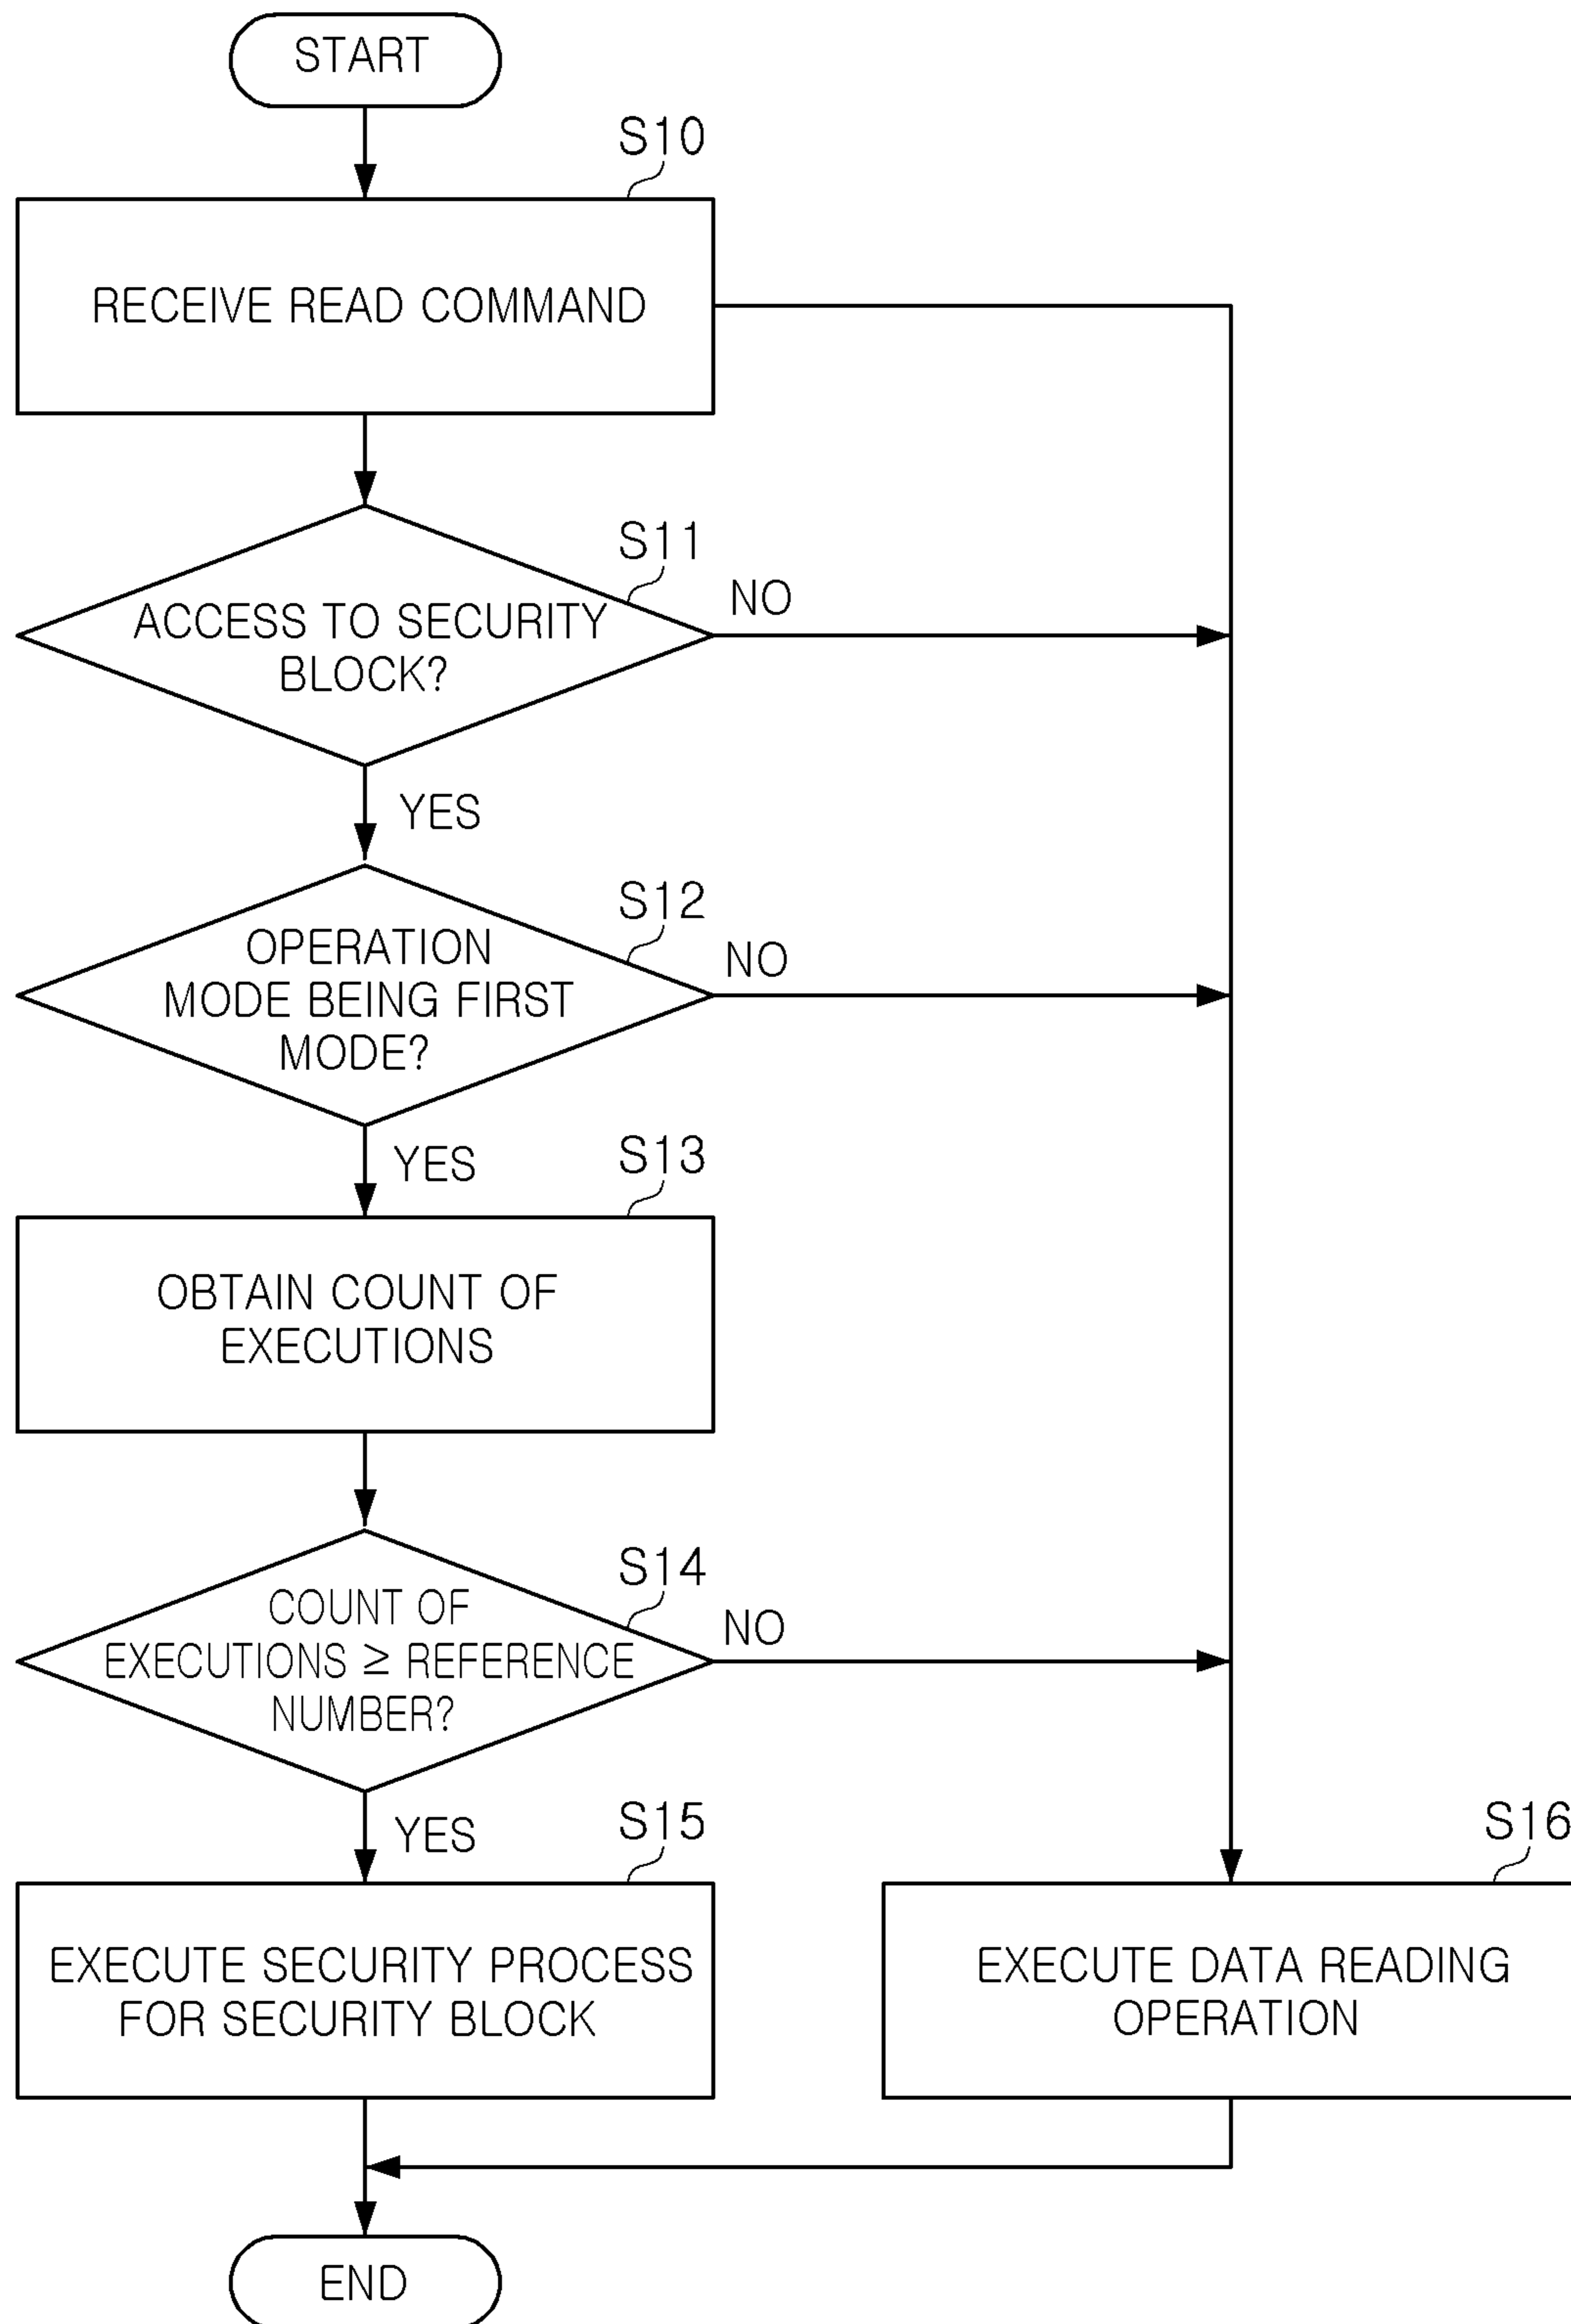 START
S10
RECEIVE READ COMMAND
S11
ACCESS TO SECURITY
BLOCK?
NO
YES
S12
OPERATION
MODE BEING FIRST
MODE?
NO
YES
S13
OBTAIN COUNT OF
EXECUTIONS
S14
COUNT OF
EXECUTIONS ≥ REFERENCE
NUMBER?
NO
YES
S15
EXECUTE SECURITY PROCESS
FOR SECURITY BLOCK
S16
EXECUTE DATA READING
OPERATION
END